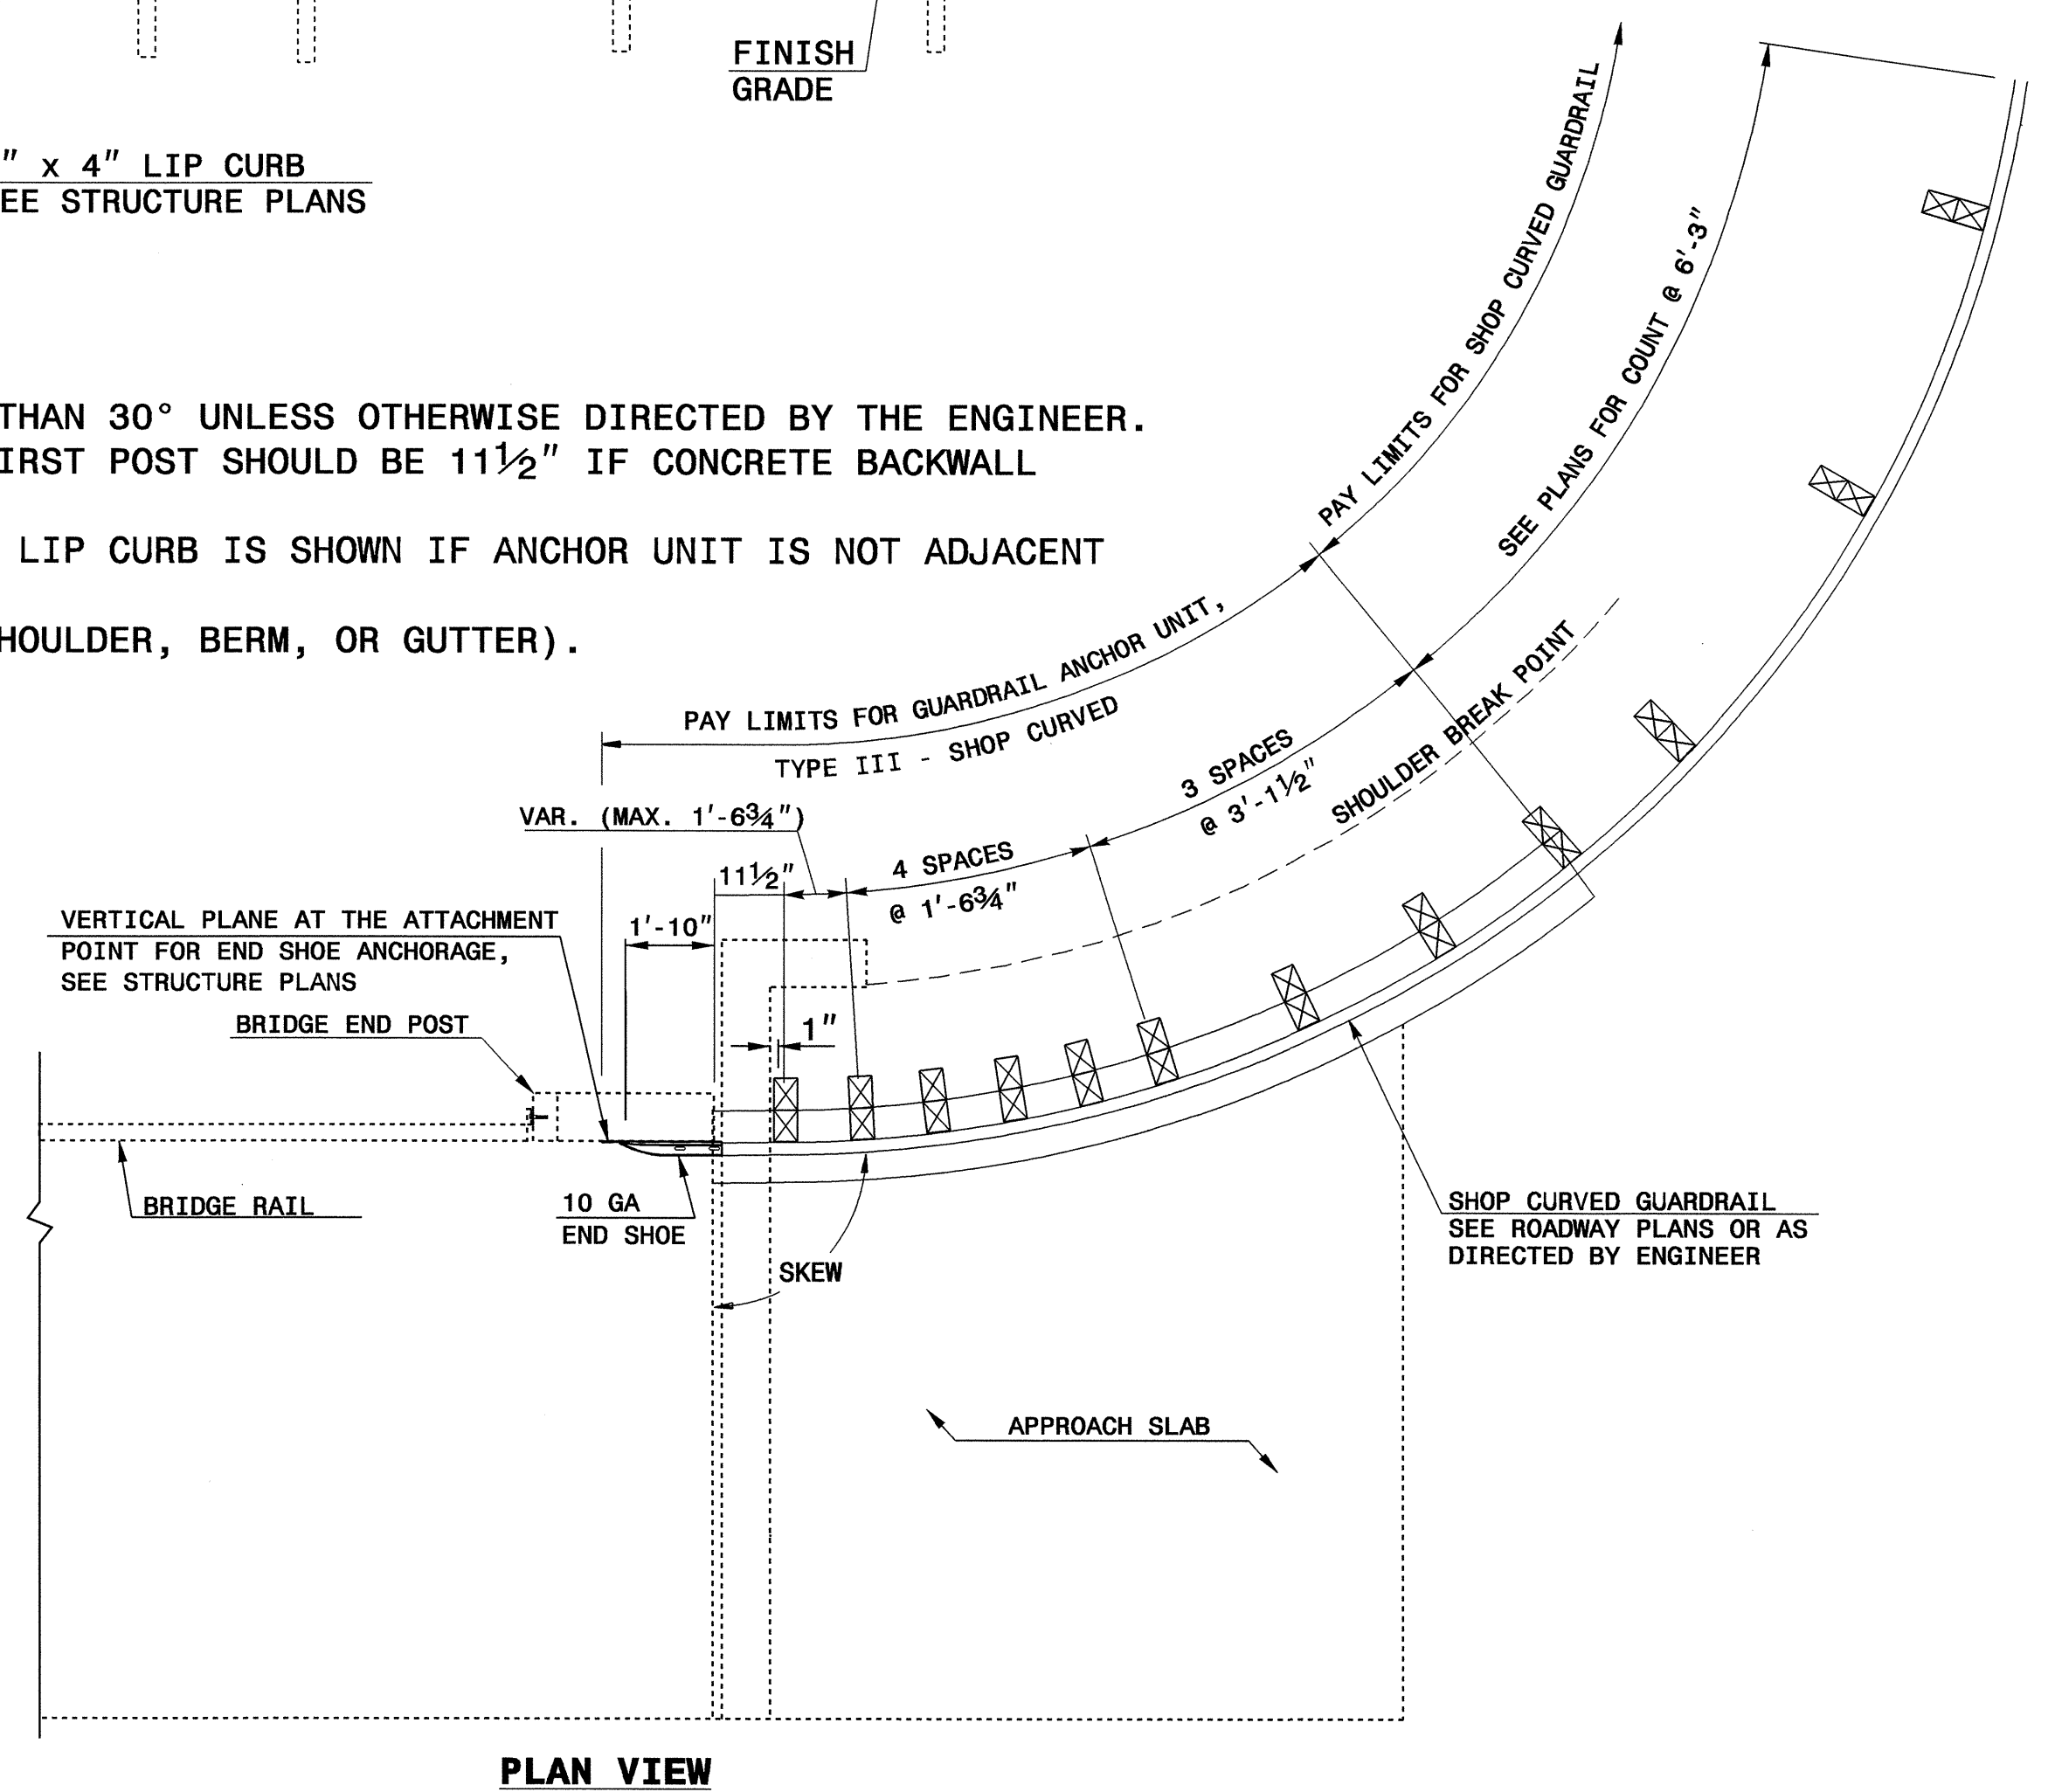 FINISH
GRADE
" x 4" LIP CURB
EE STRUCTURE PLANS
THAN 30° UNLESS OTHERWISE DIRECTED BY THE ENGINEER.
IRST POST SHOULD BE 11½" IF CONCRETE BACKWALL
LIP CURB IS SHOWN IF ANCHOR UNIT IS NOT ADJACENT
HOULDER, BERM, OR GUTTER).
PAY LIMITS FOR SHOP CURVED GUARDRAIL
SEE PLANS FOR COUNT @ 6'-3"
PAY LIMITS FOR GUARDRAIL ANCHOR UNIT,
TYPE III - SHOP CURVED
3 SPACES
@ 3'-1½"
SHOULDER BREAK POINT
VAR. (MAX. 1'-6¾")
4 SPACES
@ 1'-6¾"
11½"
1'-10"
VERTICAL PLANE AT THE ATTACHMENT
POINT FOR END SHOE ANCHORAGE,
SEE STRUCTURE PLANS
BRIDGE END POST
1"
BRIDGE RAIL
10 GA
END SHOE
SKEW
SHOP CURVED GUARDRAIL
SEE ROADWAY PLANS OR AS
DIRECTED BY ENGINEER
APPROACH SLAB
PLAN VIEW